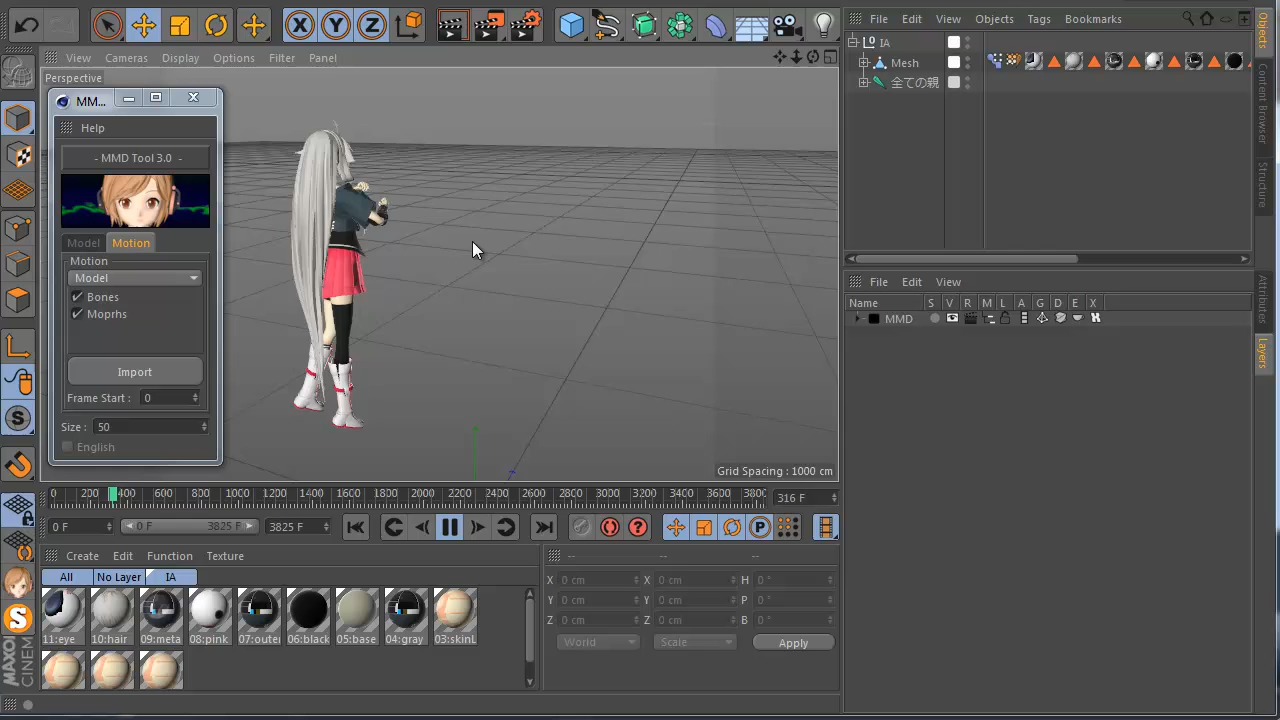 File Edit View Objects Tags Bookmarks
IA
Mesh
全ての親
Objects
Content Browser
Structure
View Cameras Display Options Filter Panel
Perspective
MM...
Help
- MMD Tool 3.0 -
Model Motion
Motion
Model
Bones
Moprhs
Import
Frame Start : 0
Size : 50
English
Grid Spacing : 1000 cm
File Edit View
Name S V R M L A G D E X
MMD
Attributes
Layers
0 200 400 600 800 1000 1200 1400 1600 1800 2000 2200 2400 2600 2800 3000 3200 3400 3600 3800
316 F
0 F 0 F 3825 F 3825 F
Create Edit Function Texture
All No Layer IA
11:eye 10:hair 09:meta 08:pink 07:outer 06:black 05:base 04:gray 03:skinL
-- -- --
X 0 cm X 0 cm H 0 °
Y 0 cm Y 0 cm P 0 °
Z 0 cm Z 0 cm B 0 °
World Scale Apply
MAXON
CINEM